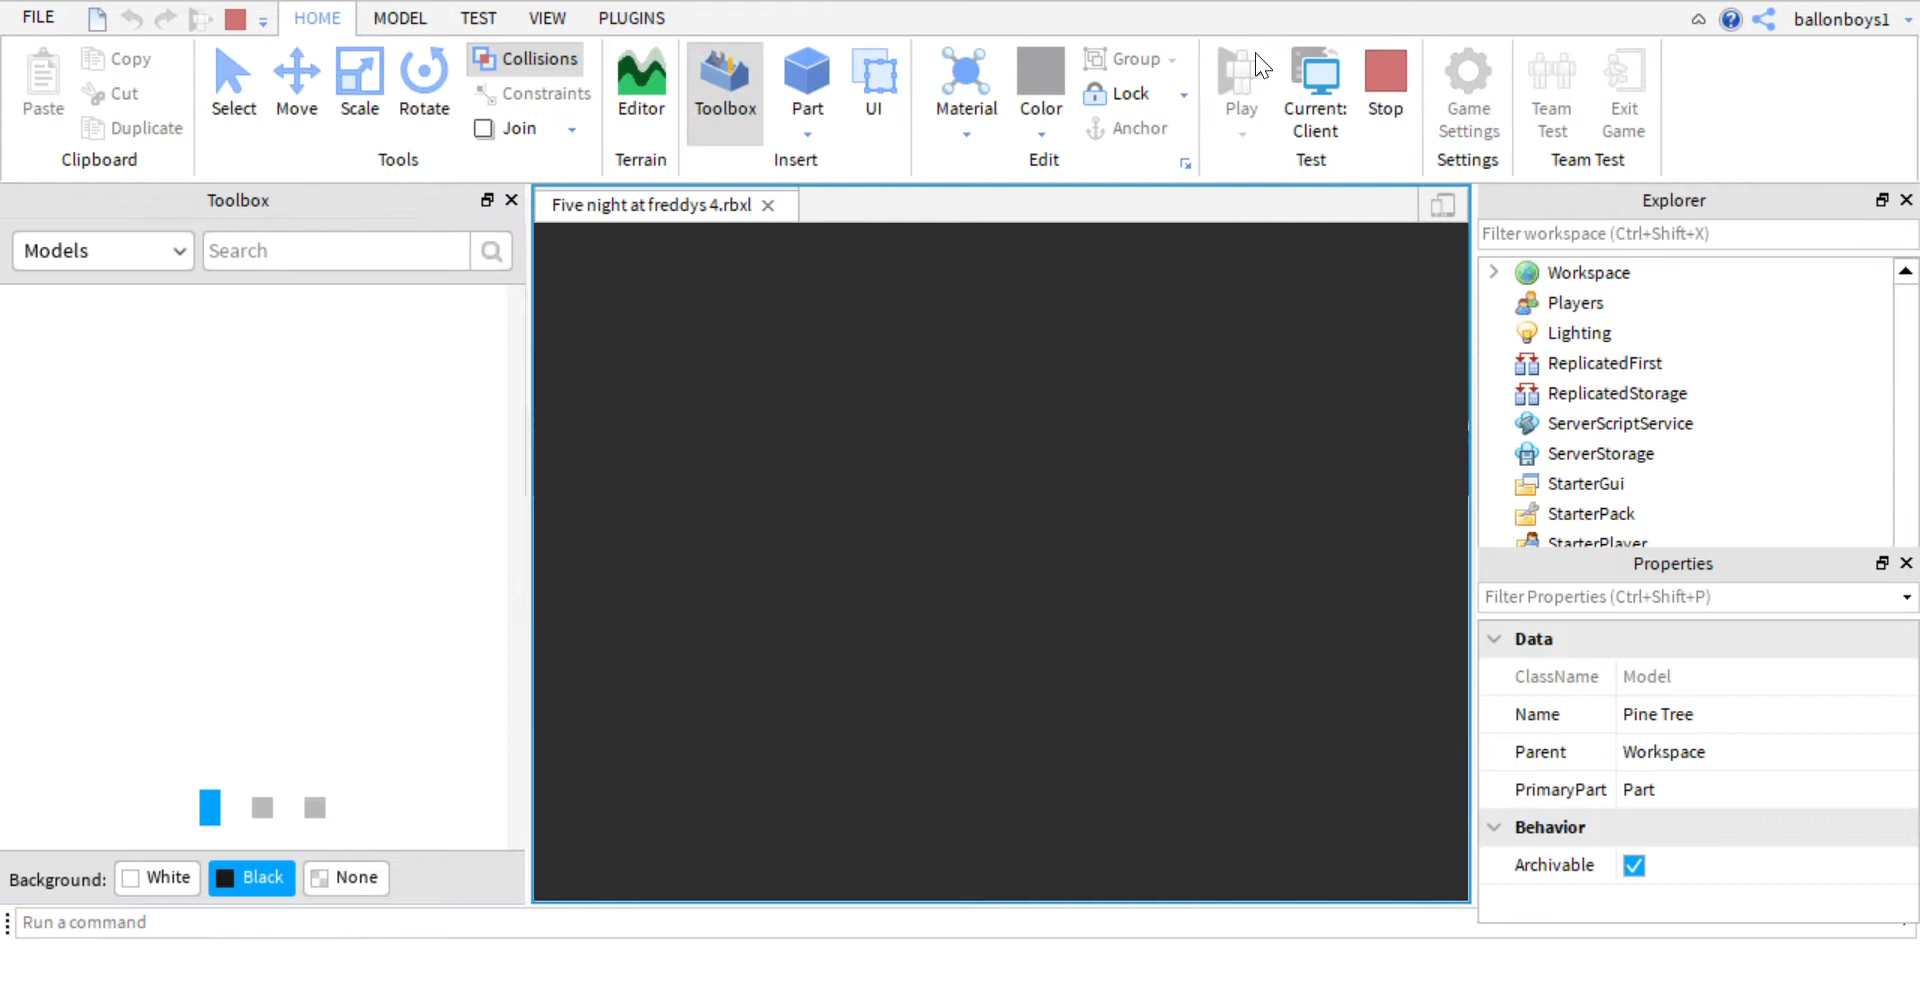 FILE HOME MODEL TEST VIEW PLUGINS ballonboys1
Paste Copy Cut Duplicate Clipboard
Select Move Scale Rotate Collisions Constraints Join Tools
Editor Terrain
Toolbox Part UI Insert
Material Color Group Lock Anchor Edit
Play Current: Client Stop Test
Game Settings Settings
Team Test Exit Game Team Test
Toolbox
Models Search
Background: White Black None
Run a command
Five night at freddys 4.rbxl
Explorer
Filter workspace (Ctrl+Shift+X)
Workspace
Players
Lighting
ReplicatedFirst
ReplicatedStorage
ServerScriptService
ServerStorage
StarterGui
StarterPack
StarterPlayer
Properties
Filter Properties (Ctrl+Shift+P)
Data
ClassName Model
Name Pine Tree
Parent Workspace
PrimaryPart Part
Behavior
Archivable